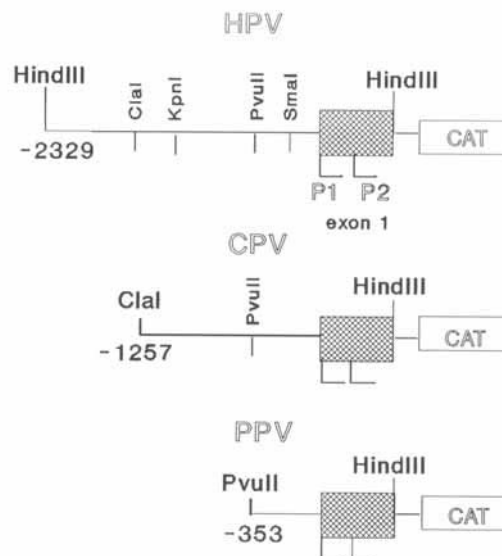 HPV
HindIII
ClaI
KpnI
PvuII
SmaI
HindIII
-2329
CAT
P1 P2
exon 1
CPV
ClaI
PvuII
HindIII
-1257
CAT
PPV
PvuII
HindIII
-353
CAT